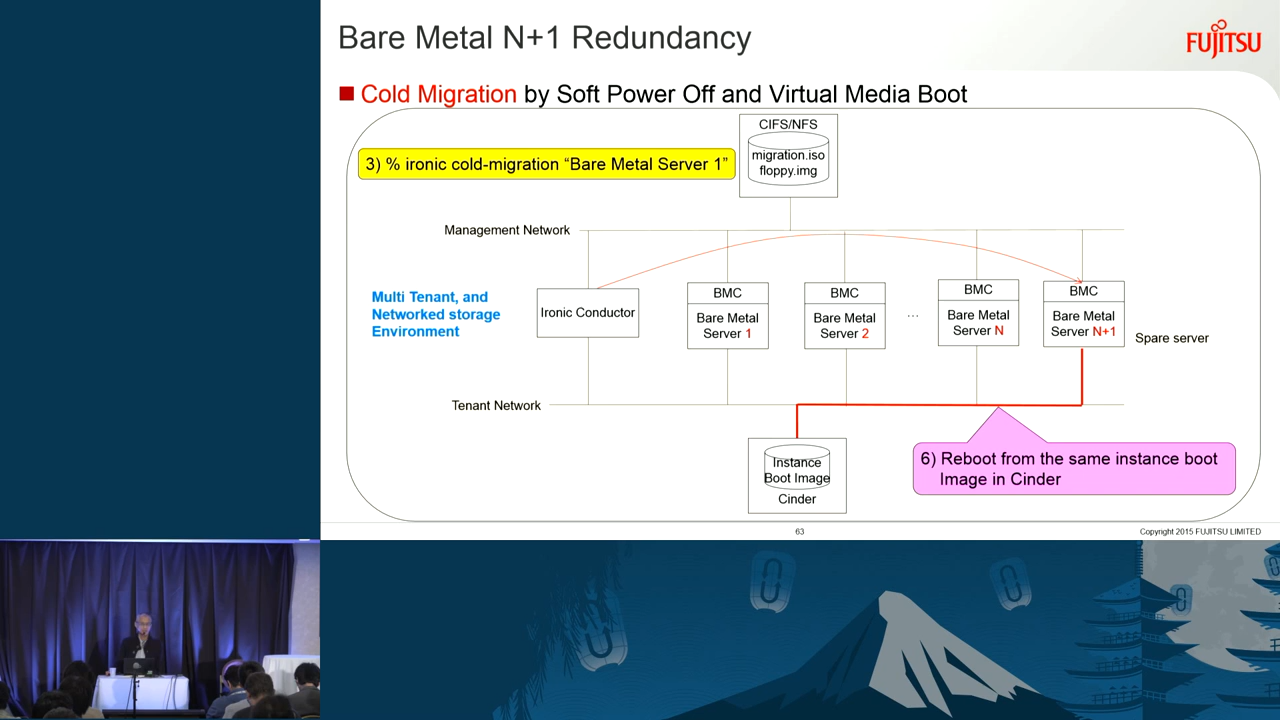 Bare Metal N+1 Redundancy
FUJITSU
Cold Migration by Soft Power Off and Virtual Media Boot
CIFS/NFS
migration.iso
floppy.img
3) % ironic cold-migration “Bare Metal Server 1”
Management Network
Multi Tenant, and
Networked storage
Environment
Ironic Conductor
BMC
Bare Metal
Server 1
BMC
Bare Metal
Server 2
...
BMC
Bare Metal
Server N
BMC
Bare Metal
Server N+1
Spare server
Tenant Network
Instance
Boot Image
Cinder
6) Reboot from the same instance boot
Image in Cinder
63
Copyright 2015 FUJITSU LIMITED